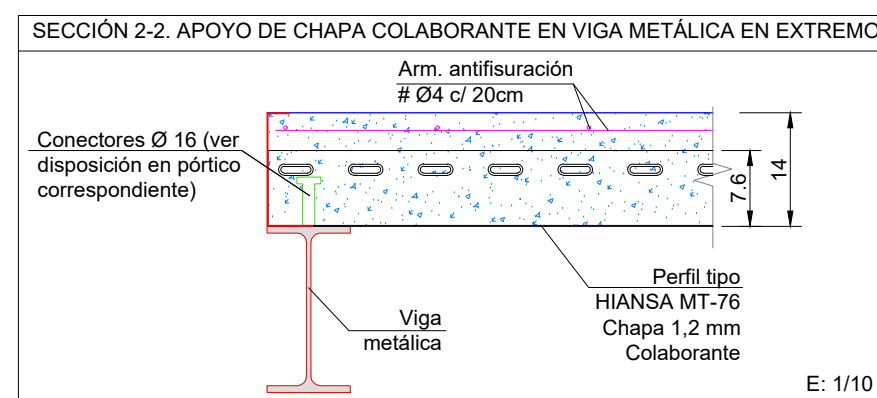 SECCIÓN 2-2. APOYO DE CHAPA COLABORANTE EN VIGA METÁLICA EN EXTREMO
Arm. antifisuración
# Ø4 c/ 20cm
Conectores Ø 16 (ver
disposición en pórtico
correspondiente)
7.6
14
Perfil tipo
HIANSA MT-76
Chapa 1,2 mm
Colaborante
Viga
metálica
E: 1/10